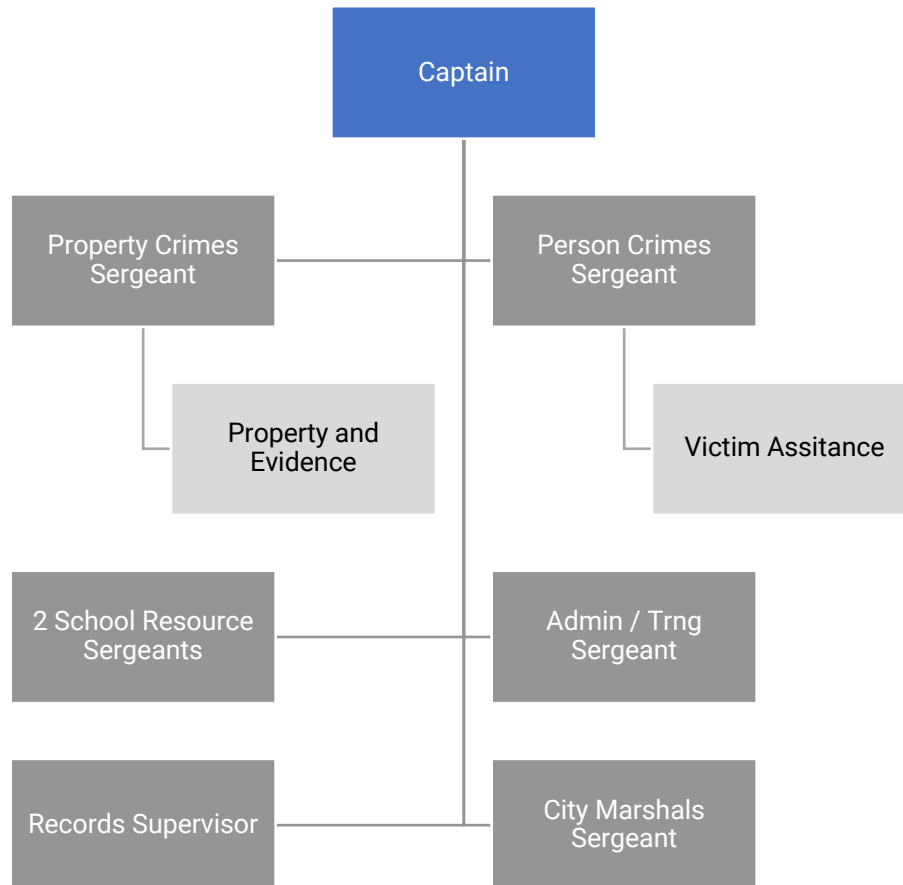 Captain
Property Crimes
Sergeant
Person Crimes
Sergeant
Property and
Evidence
Victim Assitance
2 School Resource
Sergeants
Admin / Trng
Sergeant
Records Supervisor
City Marshals
Sergeant